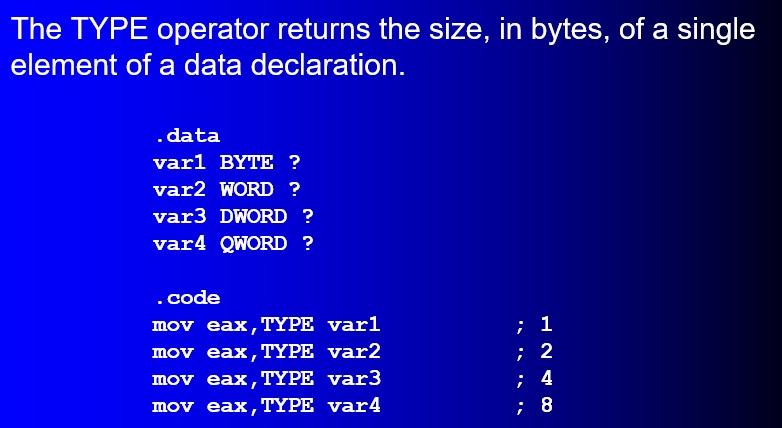 The TYPE operator returns the size, in bytes, of a single
element of a data declaration.
.data
var1 BYTE ?
var2 WORD ?
var3 DWORD ?
var4 QWORD ?
.code
mov eax,TYPE var1 ; 1
mov eax,TYPE var2 ; 2
mov eax,TYPE var3 ; 4
mov eax,TYPE var4 ; 8